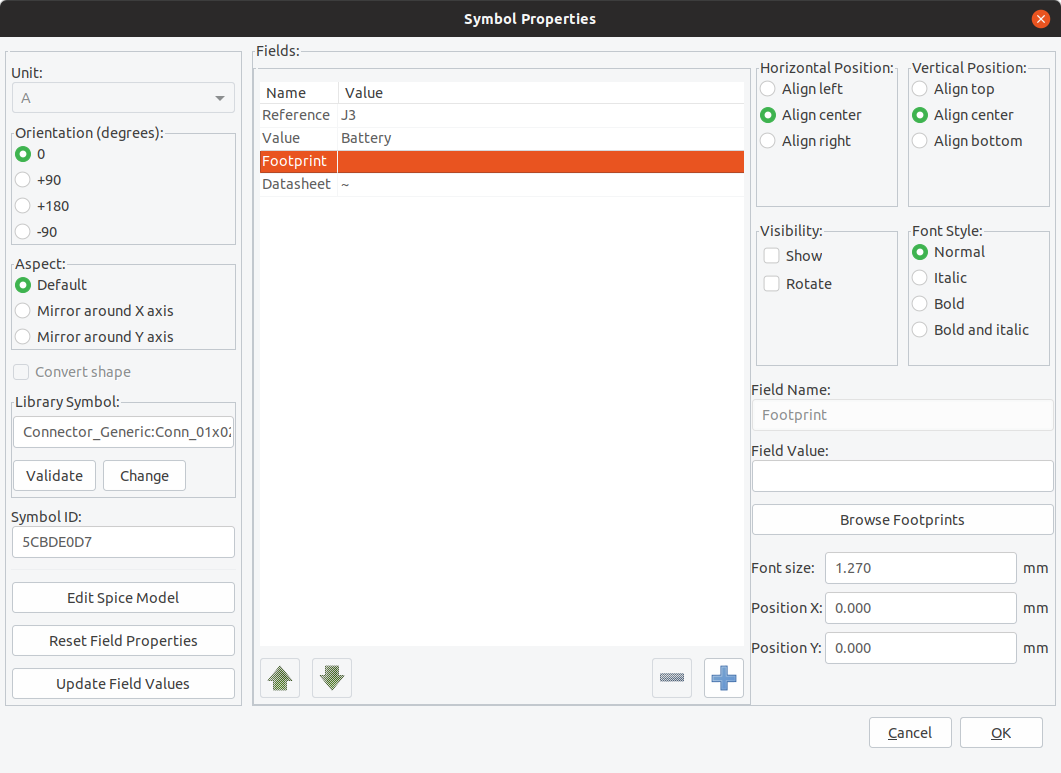 Symbol Properties
Unit:
A
Orientation (degrees):
0
+90
+180
-90
Aspect:
Default
Mirror around X axis
Mirror around Y axis
Convert shape
Library Symbol:
Connector_Generic:Conn_01x02
Validate Change
Symbol ID:
5CBDE0D7
Edit Spice Model
Reset Field Properties
Update Field Values
Fields:
Name Value
Reference J3
Value Battery
Footprint
Datasheet ~
Horizontal Position:
Align left
Align center
Align right
Vertical Position:
Align top
Align center
Align bottom
Visibility:
Show
Rotate
Font Style:
Normal
Italic
Bold
Bold and italic
Field Name:
Footprint
Field Value:
Browse Footprints
Font size: 1.270 mm
Position X: 0.000 mm
Position Y: 0.000 mm
Cancel OK